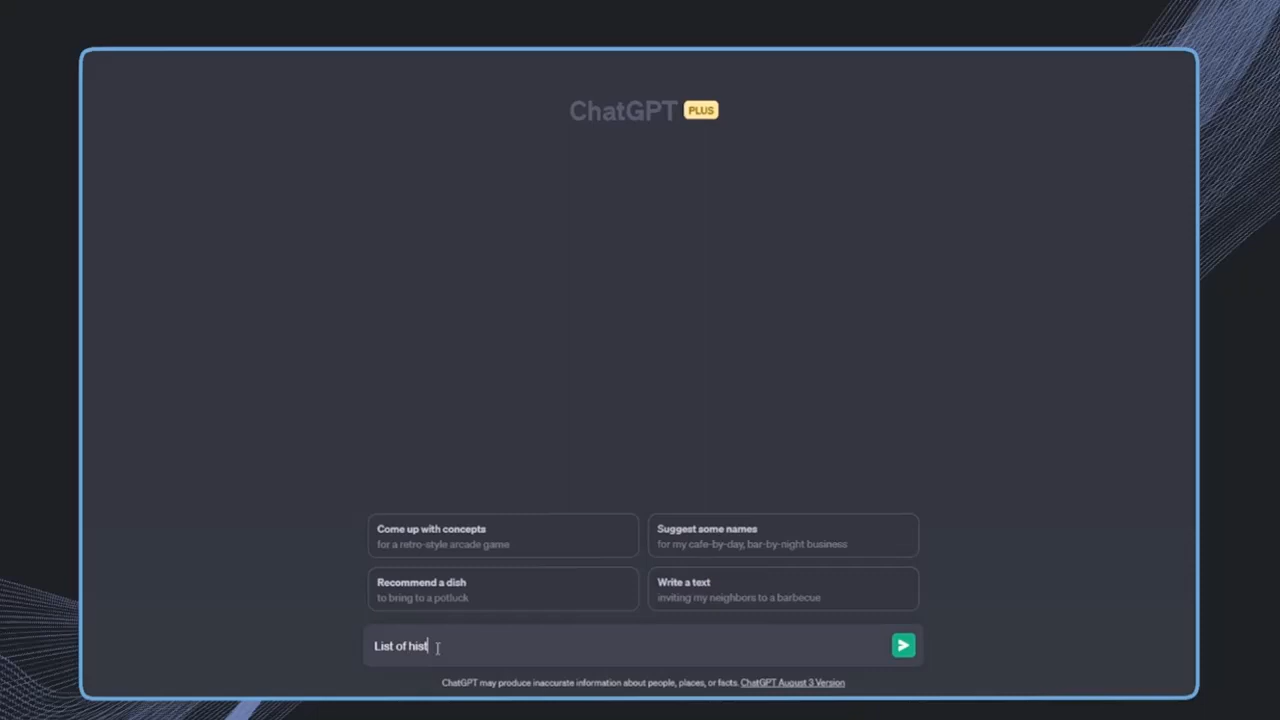 ChatGPT PLUS
Come up with concepts
for a retro-style arcade game
Suggest some names
for my cafe-by-day, bar-by-night business
Recommend a dish
to bring to a potluck
Write a text
inviting my neighbors to a barbecue
List of hist
ChatGPT may produce inaccurate information about people, places, or facts. ChatGPT August 3 Version